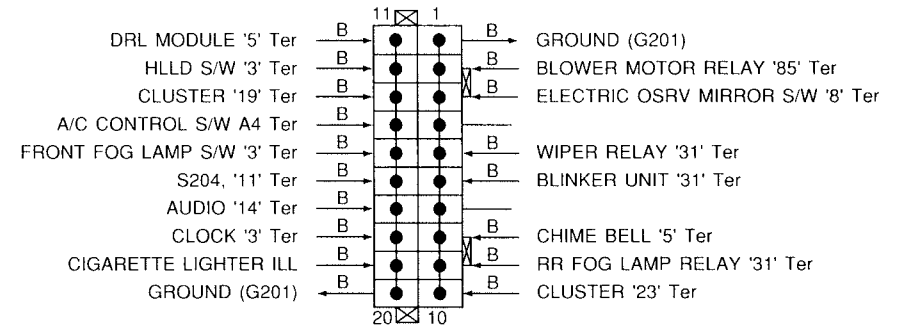 11 1
DRL MODULE '5' Ter B B GROUND (G201)
HLLD S/W '3' Ter B B BLOWER MOTOR RELAY '85' Ter
CLUSTER '19' Ter B B ELECTRIC OSRV MIRROR S/W '8' Ter
A/C CONTROL S/W A4 Ter B
FRONT FOG LAMP S/W '3' Ter B B WIPER RELAY '31' Ter
S204, '11' Ter B B BLINKER UNIT '31' Ter
AUDIO '14' Ter B
CLOCK '3' Ter B B CHIME BELL '5' Ter
CIGARETTE LIGHTER ILL B B RR FOG LAMP RELAY '31' Ter
GROUND (G201) B B CLUSTER '23' Ter
20 10